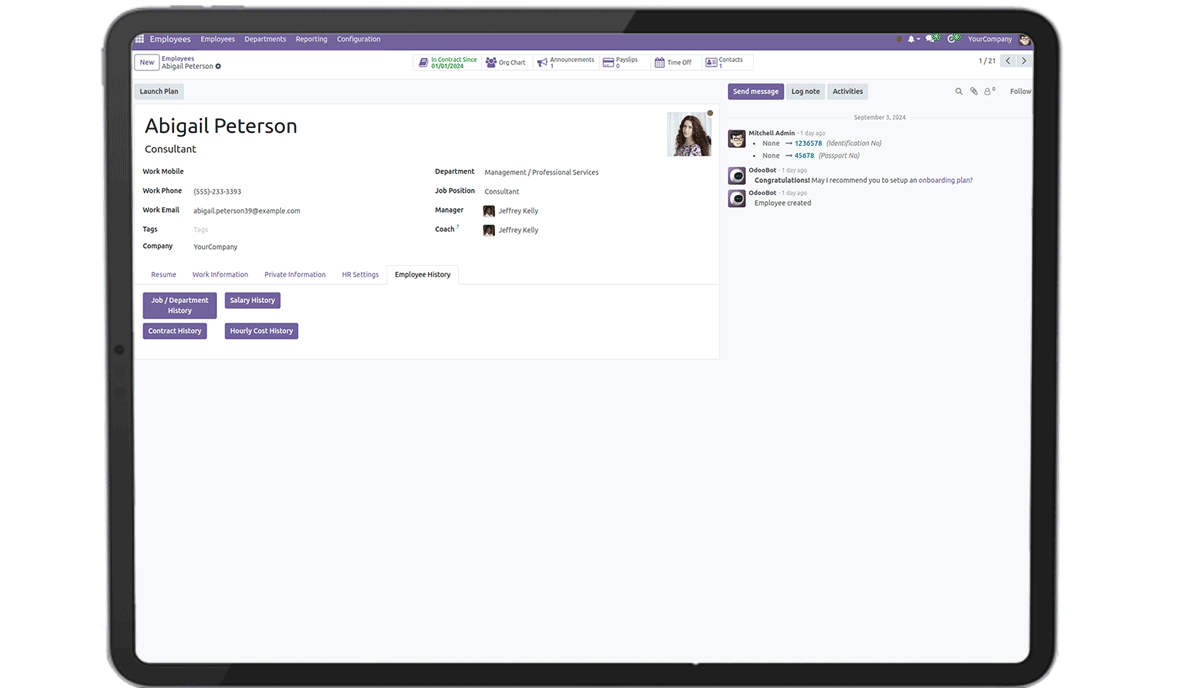 Employees Employees Departments Reporting Configuration YourCompany
New Employees
Abigail Peterson
In Contract Since 01/01/2024
Org Chart
Announcements 1
Payslips 0
Time Off
Contacts 1
1 / 21
Launch Plan
Send message Log note Activities 0 Follow
Abigail Peterson
Consultant
Work Mobile
Work Phone (555)-233-3393
Work Email abigail.peterson39@example.com
Tags Tags
Company YourCompany
Department Management / Professional Services
Job Position Consultant
Manager Jeffrey Kelly
Coach ? Jeffrey Kelly
Resume Work Information Private Information HR Settings Employee History
Job / Department History
Salary History
Contract History
Hourly Cost History
September 3, 2024
Mitchell Admin - 1 day ago
• None → 1236578 (Identification No)
• None → 45678 (Passport No)
OdooBot - 1 day ago
Congratulations! May I recommend you to setup an onboarding plan?
OdooBot - 1 day ago
Employee created